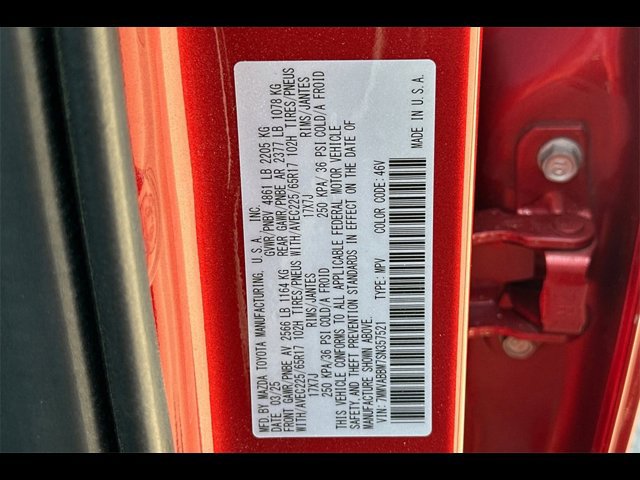 MFD. BY MAZDA TOYOTA MANUFACTURING. U. S. A., INC.
DATE 03/25 GVWR/PNBV 4861 LB 2205 KG
FRONT GAWR/PNBE AV 2566 LB 1164 KG REAR GAWR/PNBE AR 2377 LB 1078 KG
WITH/AVEC225/65R17 102H TIRES/PNEUS WITH/AVEC225/65R17 102H TIRES/PNEUS
17X7J RIMS/JANTES 17X7J RIMS/JANTES
250 KPA/36 PSI COLD/A FROID 250 KPA/ 36 PSI COLD/A FROID
THIS VEHICLE CONFORMS TO ALL APPLICABLE FEDERAL MOTOR VEHICLE
SAFETY AND THEFT PREVENTION STANDARDS IN EFFECT ON THE DATE OF
MANUFACTURE SHOWN ABOVE.
VIN: 7MMVABBM7SN357521 TYPE: MPV COLOR CODE: 46V MADE IN U. S. A.